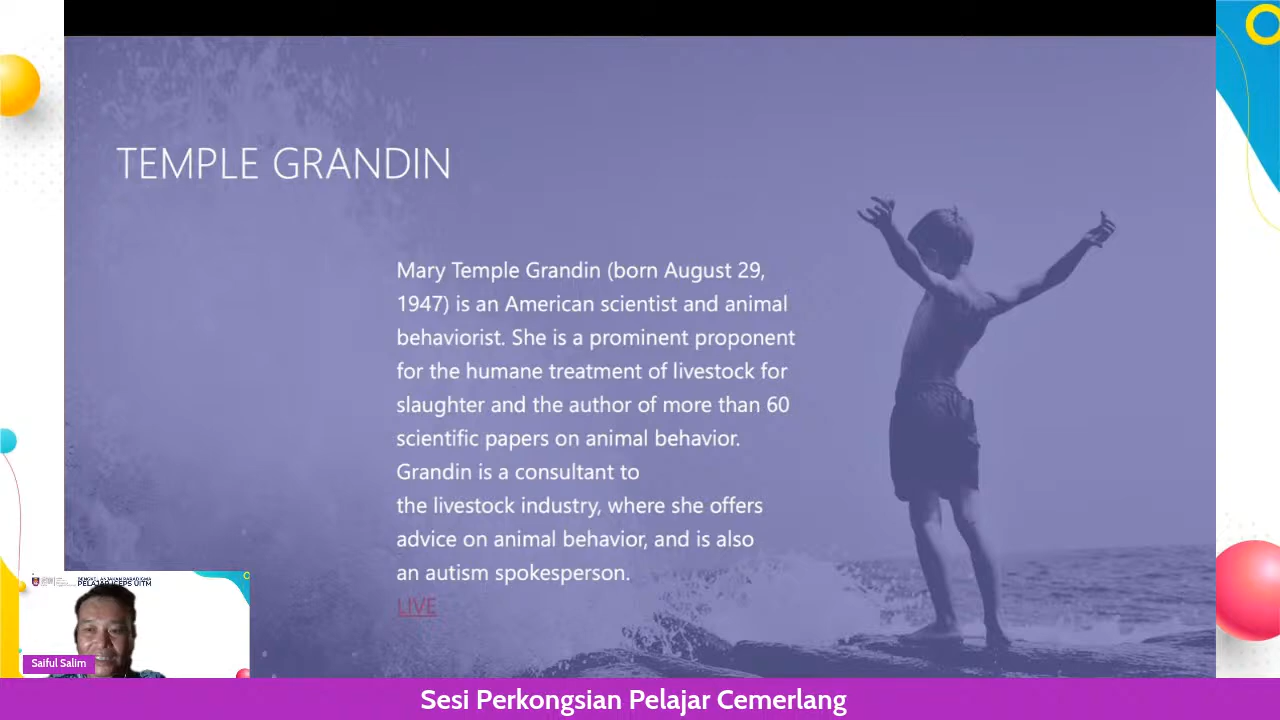 TEMPLE GRANDIN
Mary Temple Grandin (born August 29,
1947) is an American scientist and animal
behaviorist. She is a prominent proponent
for the humane treatment of livestock for
slaughter and the author of more than 60
scientific papers on animal behavior.
Grandin is a consultant to
the livestock industry, where she offers
advice on animal behavior, and is also
an autism spokesperson.
LIVE
PELAJAR ICEPS UITM
Saiful Salim
Sesi Perkongsian Pelajar Cemerlang